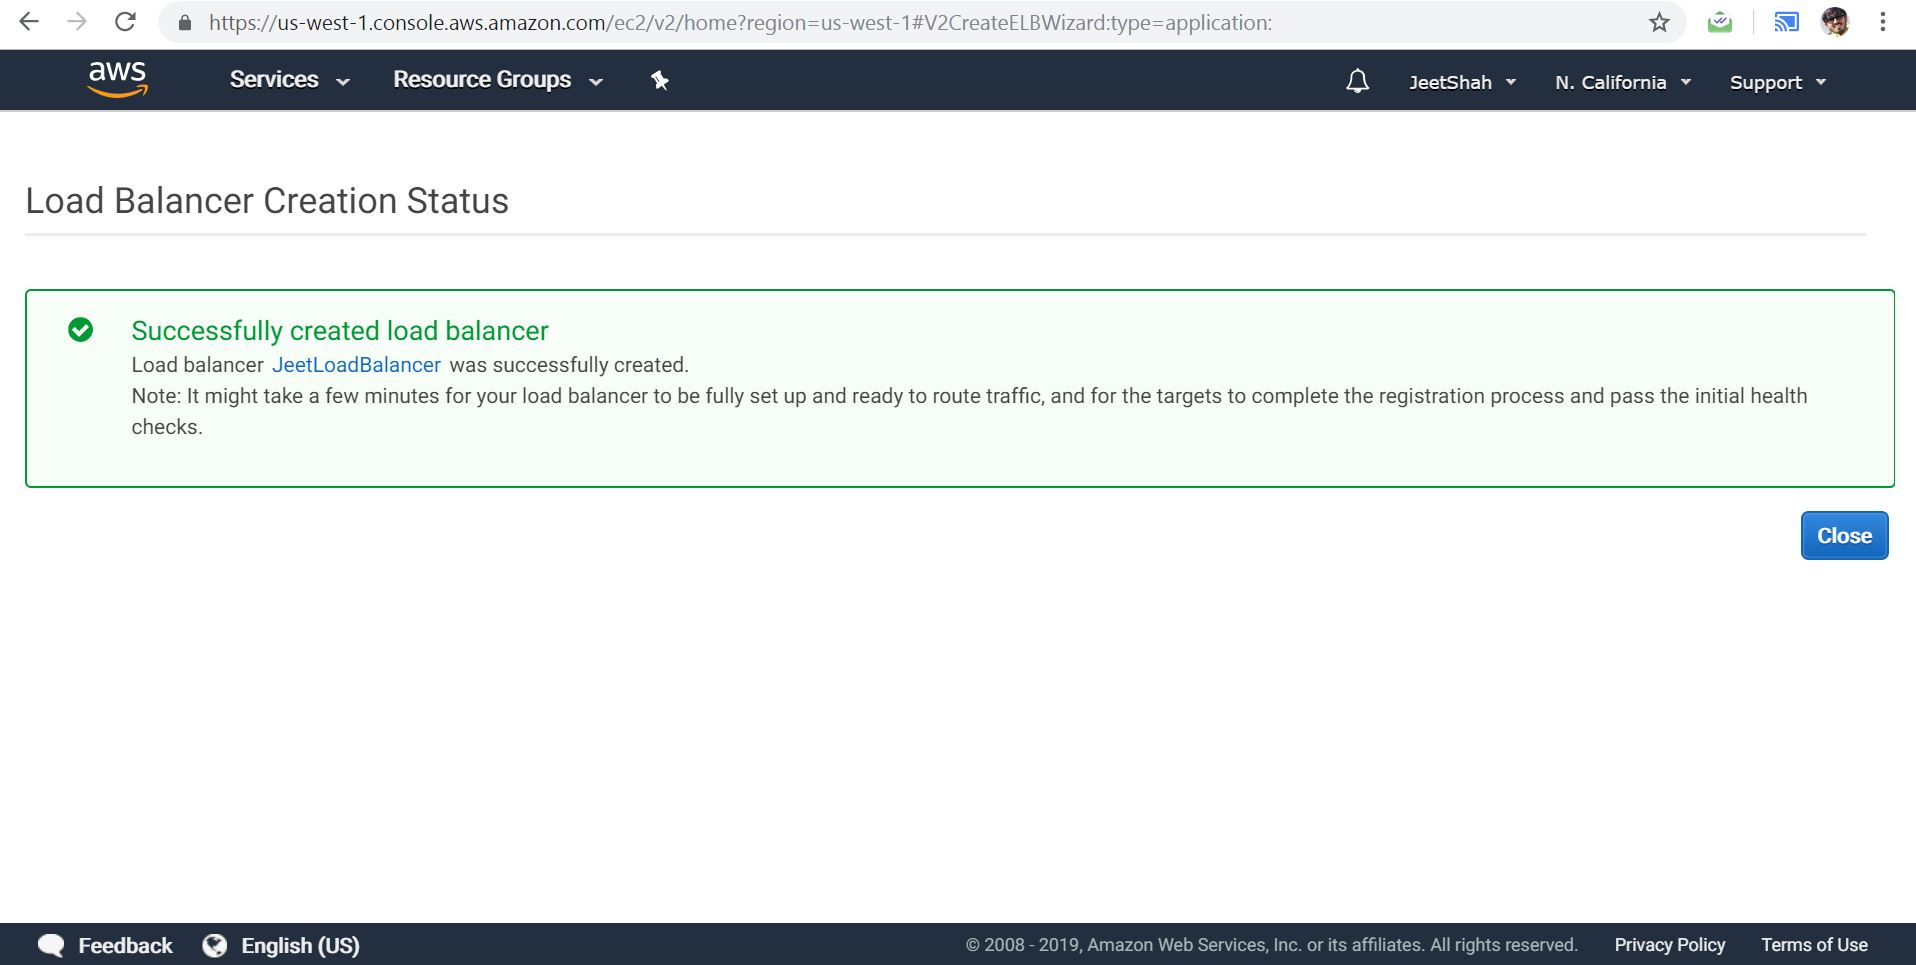 https://us-west-1.console.aws.amazon.com/ec2/v2/home?region=us-west-1#V2CreateELBWizard:type=application:
aws Services Resource Groups JeetShah N. California Support
Load Balancer Creation Status
Successfully created load balancer
Load balancer JeetLoadBalancer was successfully created.
Note: It might take a few minutes for your load balancer to be fully set up and ready to route traffic, and for the targets to complete the registration process and pass the initial health
checks.
Close
Feedback English (US) © 2008 - 2019, Amazon Web Services, Inc. or its affiliates. All rights reserved. Privacy Policy Terms of Use